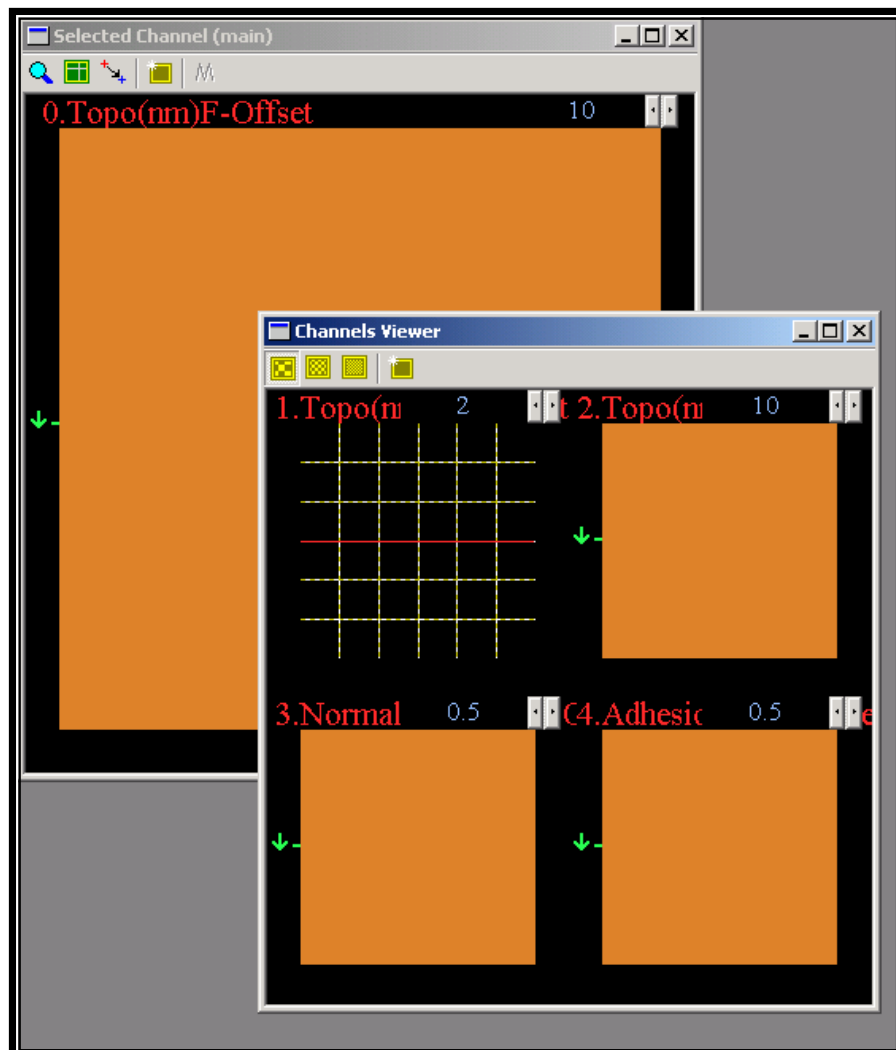 Selected Channel (main)
0.Topo(nm)F-Offset 10
Channels Viewer
1.Topo(n 2 t 2.Topo(n 10
3.Normal 0.5 4.Adhesic 0.5 e